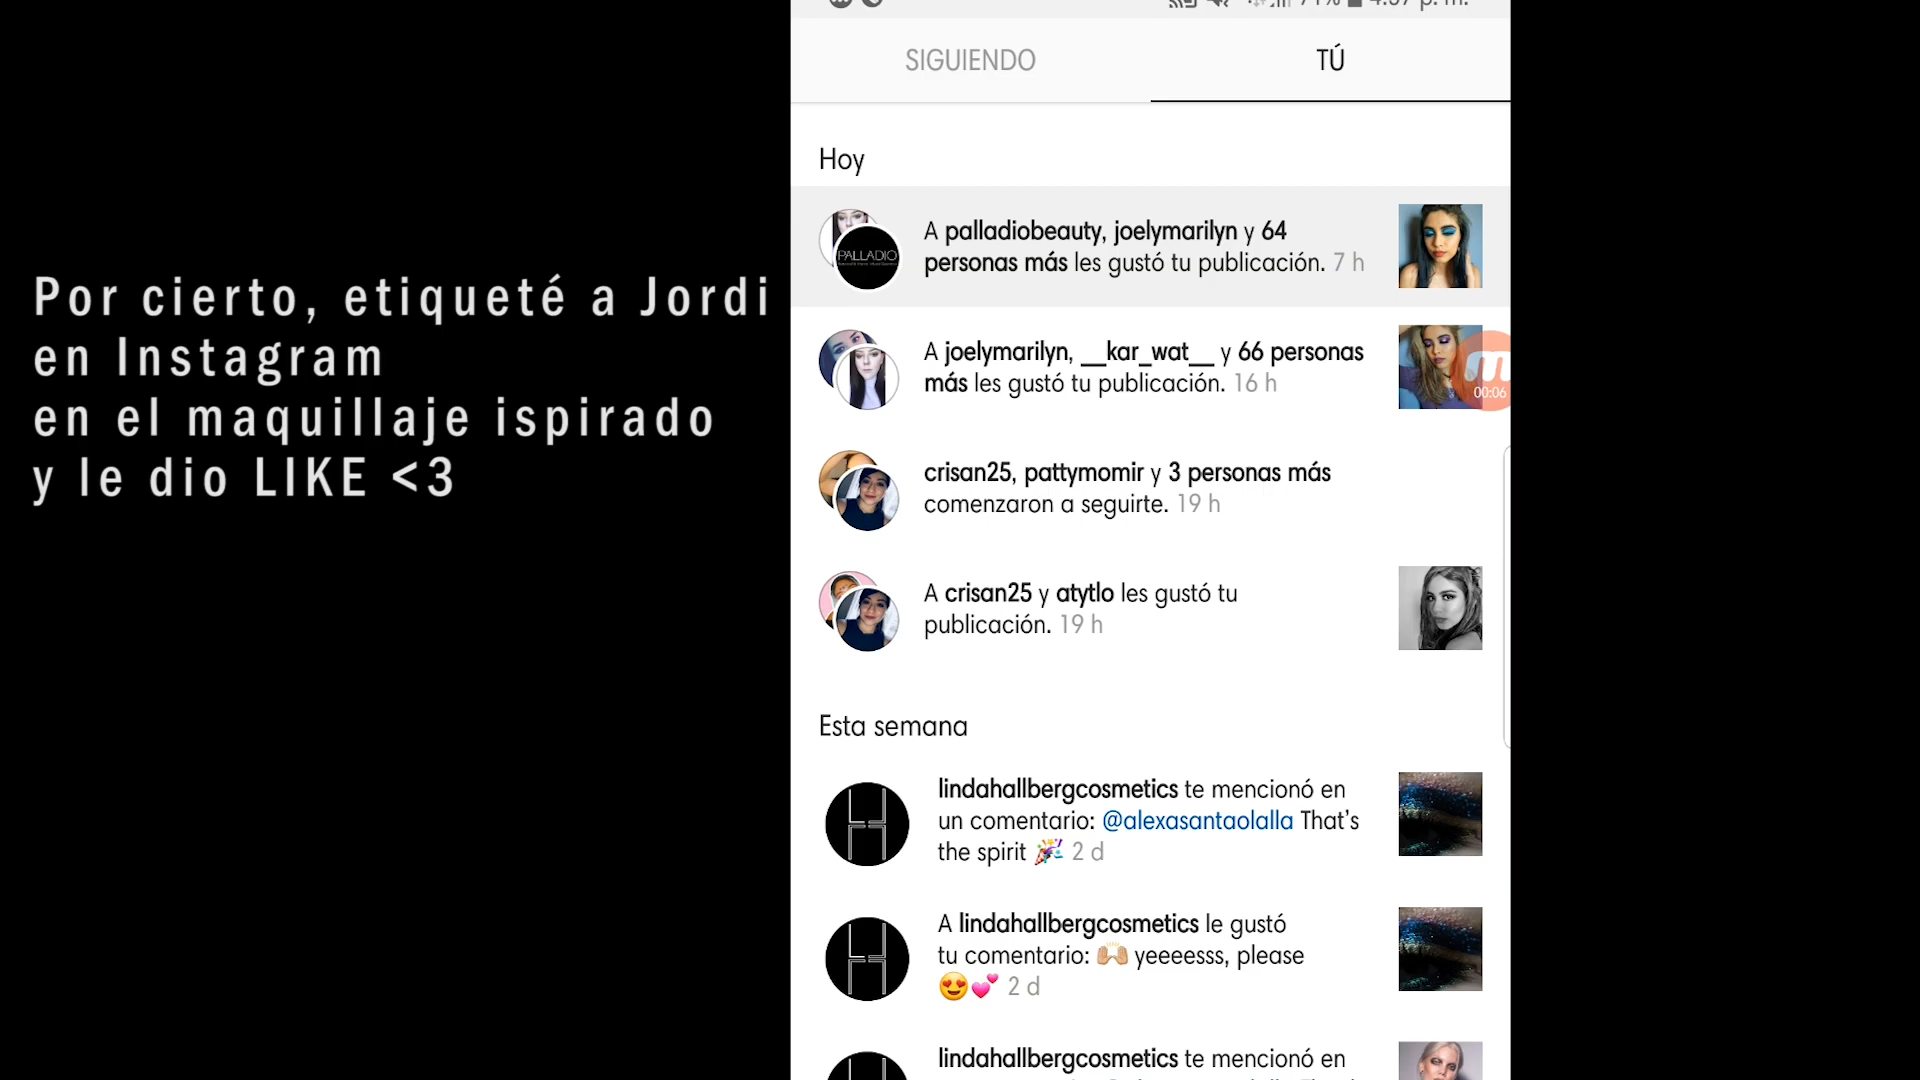 Por cierto, etiqueté a Jordi
en Instagram
en el maquillaje ispirado
y le dio LIKE <3
SIGUIENDO
TÚ
Hoy
A palladiobeauty, joelymarilyn y 64
personas más les gustó tu publicación. 7 h
PALLADIO
A joelymarilyn, __kar_wat__ y 66 personas
más les gustó tu publicación. 16 h
00:06
crisan25, pattymomir y 3 personas más
comenzaron a seguirte. 19 h
A crisan25 y atytlo les gustó tu
publicación. 19 h
Esta semana
lindahallbergcosmetics te mencionó en
un comentario: @alexasantaolalla That's
the spirit 🎉 2 d
A lindahallbergcosmetics le gustó
tu comentario: 🙌🏼 yeeeesss, please
😍💕 2 d
lindahallbergcosmetics te mencionó en